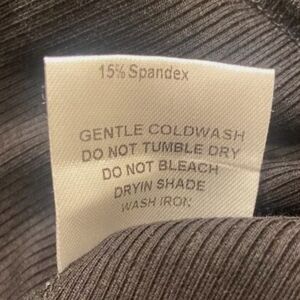 15% Spandex
GENTLE COLDWASH
DO NOT TUMBLE DRY
DO NOT BLEACH
DRYIN SHADE
WASH IRON